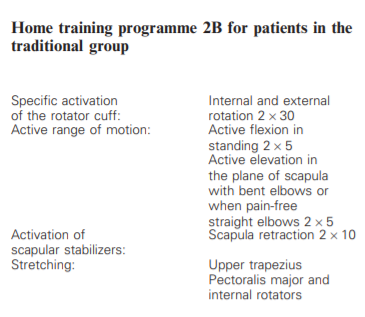 Home training programme 2B for patients in the
traditional group
Specific activation
of the rotator cuff:
Internal and external
rotation 2 × 30
Active range of motion:
Active flexion in
standing 2 × 5
Active elevation in
the plane of scapula
with bent elbows or
when pain-free
straight elbows 2 × 5
Activation of
scapular stabilizers:
Scapula retraction 2 × 10
Stretching:
Upper trapezius
Pectoralis major and
internal rotators